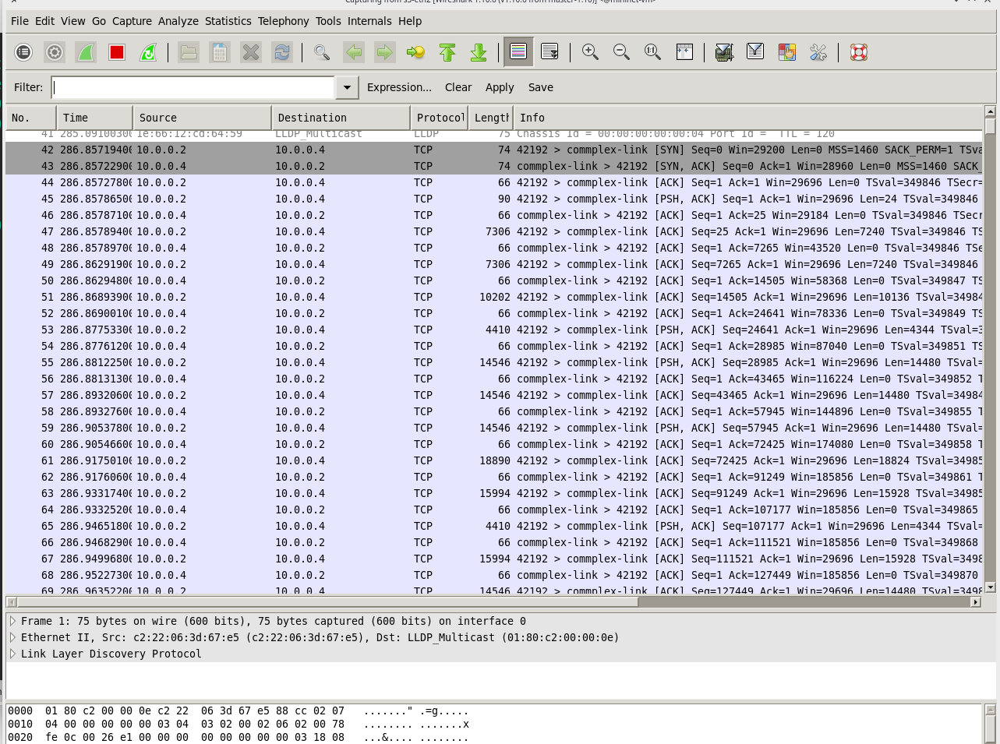 Capturing from s3-eth2 [Wireshark 1.10.6 (v1.10.6 from master-1.10)] <@mininet-vm>
File Edit View Go Capture Analyze Statistics Telephony Tools Internals Help
Filter: Expression... Clear Apply Save
No. Time Source Destination Protocol Length Info
41 285.09100300 1e:66:12:cd:64:59 LLDP_Multicast LLDP 75 Chassis Id = 00:00:00:00:00:04 Port Id = TTL = 120
42 286.85719400 10.0.0.2 10.0.0.4 TCP 74 42192 > commplex-link [SYN] Seq=0 Win=29200 Len=0 MSS=1460 SACK_PERM=1 TSva
43 286.85722900 10.0.0.4 10.0.0.2 TCP 74 commplex-link > 42192 [SYN, ACK] Seq=0 Ack=1 Win=28960 Len=0 MSS=1460 SACK_
44 286.85727800 10.0.0.2 10.0.0.4 TCP 66 42192 > commplex-link [ACK] Seq=1 Ack=1 Win=29696 Len=0 TSval=349846 TSecr=
45 286.85786500 10.0.0.2 10.0.0.4 TCP 90 42192 > commplex-link [PSH, ACK] Seq=1 Ack=1 Win=29696 Len=24 TSval=349846
46 286.85787100 10.0.0.4 10.0.0.2 TCP 66 commplex-link > 42192 [ACK] Seq=1 Ack=25 Win=29184 Len=0 TSval=349846 TSecr
47 286.85789400 10.0.0.2 10.0.0.4 TCP 7306 42192 > commplex-link [ACK] Seq=25 Ack=1 Win=29696 Len=7240 TSval=349846 TS
48 286.85789700 10.0.0.4 10.0.0.2 TCP 66 commplex-link > 42192 [ACK] Seq=1 Ack=7265 Win=43520 Len=0 TSval=349846 TSe
49 286.86291900 10.0.0.2 10.0.0.4 TCP 7306 42192 > commplex-link [ACK] Seq=7265 Ack=1 Win=29696 Len=7240 TSval=349846
50 286.86294800 10.0.0.4 10.0.0.2 TCP 66 commplex-link > 42192 [ACK] Seq=1 Ack=14505 Win=58368 Len=0 TSval=349847 TS
51 286.86893900 10.0.0.2 10.0.0.4 TCP 10202 42192 > commplex-link [ACK] Seq=14505 Ack=1 Win=29696 Len=10136 TSval=34984
52 286.86900100 10.0.0.4 10.0.0.2 TCP 66 commplex-link > 42192 [ACK] Seq=1 Ack=24641 Win=78336 Len=0 TSval=349849 TS
53 286.87753300 10.0.0.2 10.0.0.4 TCP 4410 42192 > commplex-link [PSH, ACK] Seq=24641 Ack=1 Win=29696 Len=4344 TSval=3
54 286.87761200 10.0.0.4 10.0.0.2 TCP 66 commplex-link > 42192 [ACK] Seq=1 Ack=28985 Win=87040 Len=0 TSval=349851 TS
55 286.88122500 10.0.0.2 10.0.0.4 TCP 14546 42192 > commplex-link [PSH, ACK] Seq=28985 Ack=1 Win=29696 Len=14480 TSval=
56 286.88131300 10.0.0.4 10.0.0.2 TCP 66 commplex-link > 42192 [ACK] Seq=1 Ack=43465 Win=116224 Len=0 TSval=349852 T
57 286.89320600 10.0.0.2 10.0.0.4 TCP 14546 42192 > commplex-link [ACK] Seq=43465 Ack=1 Win=29696 Len=14480 TSval=34984
58 286.89327600 10.0.0.4 10.0.0.2 TCP 66 commplex-link > 42192 [ACK] Seq=1 Ack=57945 Win=144896 Len=0 TSval=349855 T
59 286.90537800 10.0.0.2 10.0.0.4 TCP 14546 42192 > commplex-link [PSH, ACK] Seq=57945 Ack=1 Win=29696 Len=14480 TSval=
60 286.90546600 10.0.0.4 10.0.0.2 TCP 66 commplex-link > 42192 [ACK] Seq=1 Ack=72425 Win=174080 Len=0 TSval=349858 T
61 286.91750100 10.0.0.2 10.0.0.4 TCP 18890 42192 > commplex-link [ACK] Seq=72425 Ack=1 Win=29696 Len=18824 TSval=34985
62 286.91760600 10.0.0.4 10.0.0.2 TCP 66 commplex-link > 42192 [ACK] Seq=1 Ack=91249 Win=185856 Len=0 TSval=349861 T
63 286.93317400 10.0.0.2 10.0.0.4 TCP 15994 42192 > commplex-link [ACK] Seq=91249 Ack=1 Win=29696 Len=15928 TSval=34985
64 286.93325200 10.0.0.4 10.0.0.2 TCP 66 commplex-link > 42192 [ACK] Seq=1 Ack=107177 Win=185856 Len=0 TSval=349865
65 286.94651800 10.0.0.2 10.0.0.4 TCP 4410 42192 > commplex-link [PSH, ACK] Seq=107177 Ack=1 Win=29696 Len=4344 TSval=
66 286.94682900 10.0.0.4 10.0.0.2 TCP 66 commplex-link > 42192 [ACK] Seq=1 Ack=111521 Win=185856 Len=0 TSval=349868
67 286.94996800 10.0.0.2 10.0.0.4 TCP 15994 42192 > commplex-link [ACK] Seq=111521 Ack=1 Win=29696 Len=15928 TSval=3498
68 286.95227300 10.0.0.4 10.0.0.2 TCP 66 commplex-link > 42192 [ACK] Seq=1 Ack=127449 Win=185856 Len=0 TSval=349870
69 286.96352200 10.0.0.2 10.0.0.4 TCP 14546 42192 > commplex-link [ACK] Seq=127449 Ack=1 Win=29696 Len=14480 TSval=3498
Frame 1: 75 bytes on wire (600 bits), 75 bytes captured (600 bits) on interface 0
Ethernet II, Src: c2:22:06:3d:67:e5 (c2:22:06:3d:67:e5), Dst: LLDP_Multicast (01:80:c2:00:00:0e)
Link Layer Discovery Protocol
0000 01 80 c2 00 00 0e c2 22 06 3d 67 e5 88 cc 02 07 ......." .=g.....
0010 04 00 00 00 00 00 03 04 03 02 00 02 06 02 00 78 ........ .......x
0020 fe 0c 00 26 e1 00 00 00 00 00 00 00 00 03 18 08 ...&.... ........